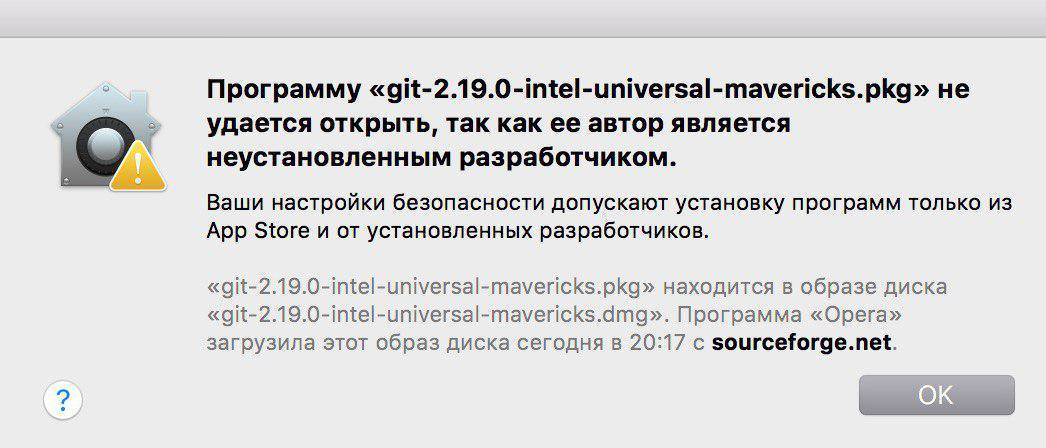 Программу «git-2.19.0-intel-universal-mavericks.pkg» не
удается открыть, так как ее автор является
неустановленным разработчиком.
Ваши настройки безопасности допускают установку программ только из
App Store и от установленных разработчиков.
«git-2.19.0-intel-universal-mavericks.pkg» находится в образе диска
«git-2.19.0-intel-universal-mavericks.dmg». Программа «Opera»
загрузила этот образ диска сегодня в 20:17 с sourceforge.net.
?
OK